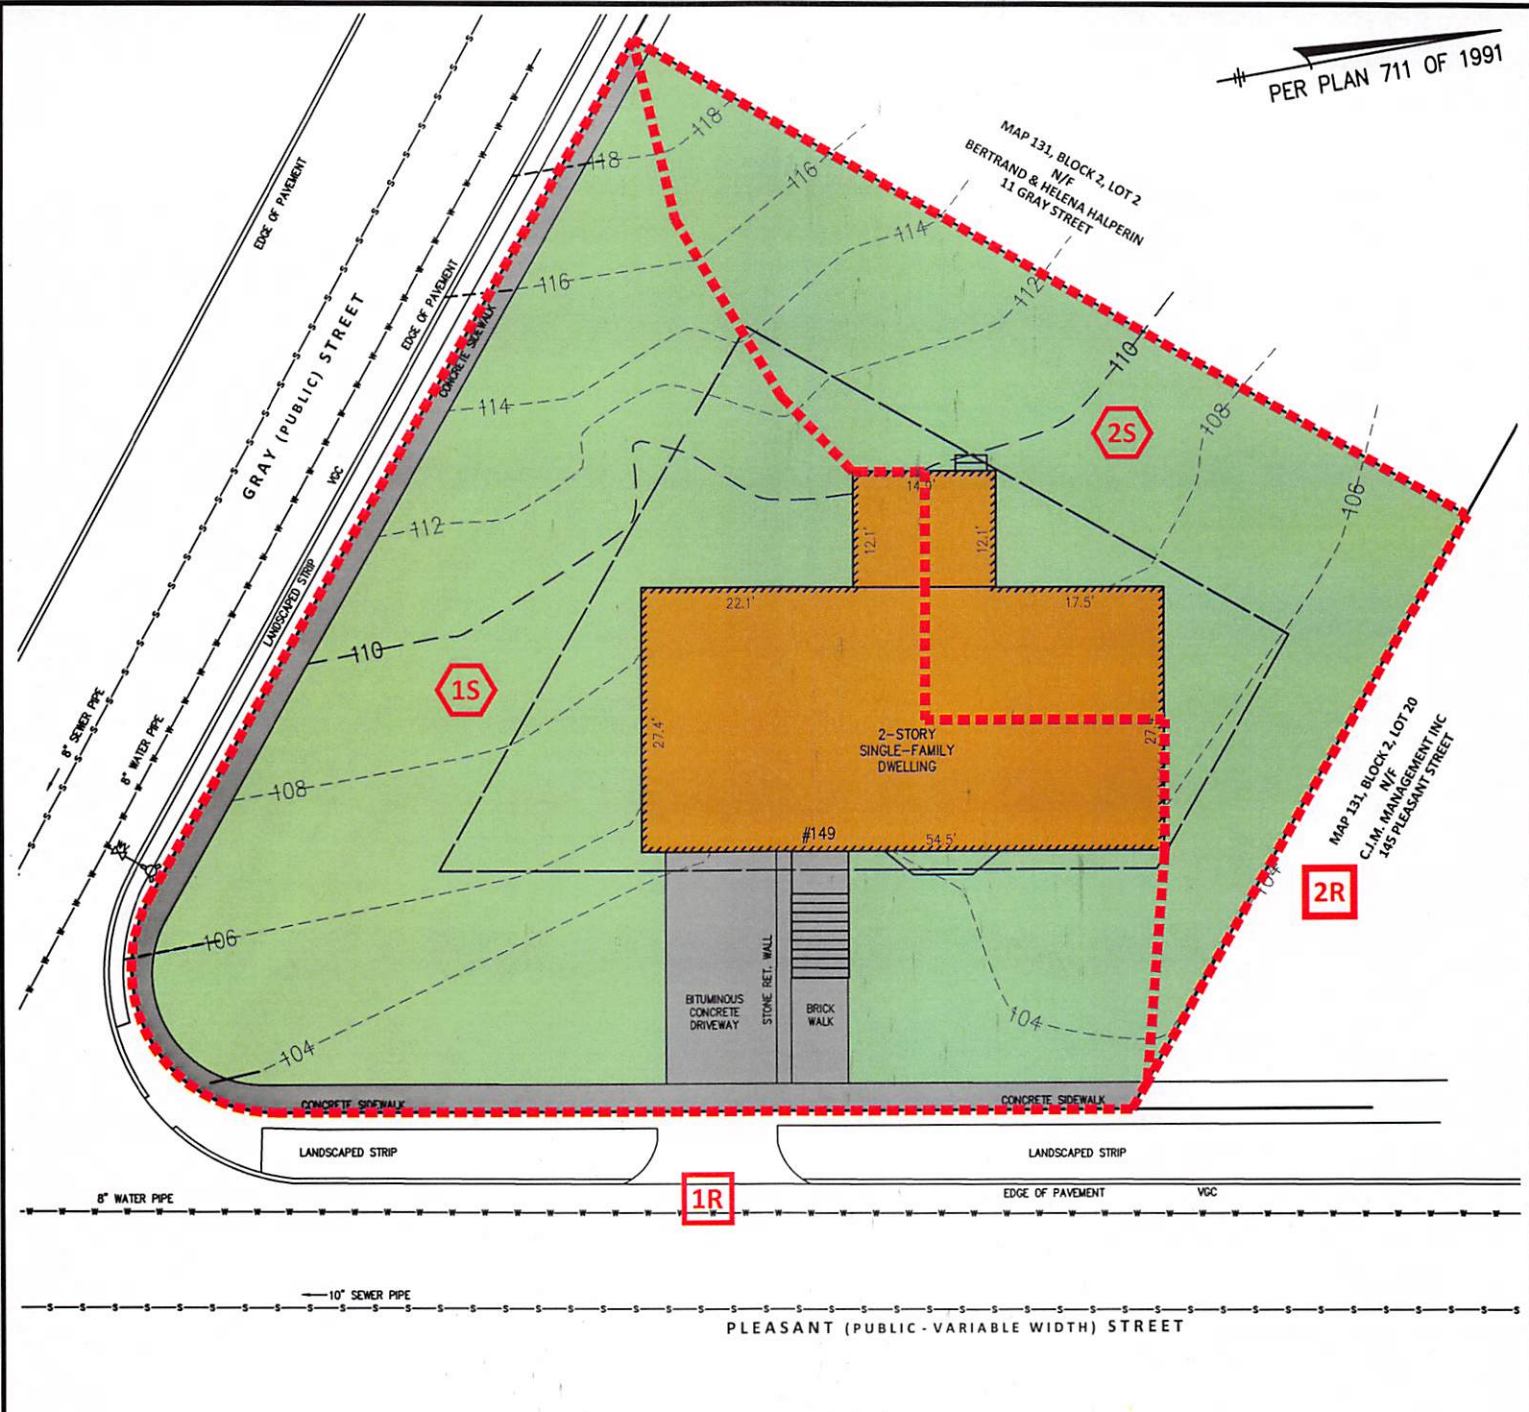 PER PLAN 711 OF 1991
MAP 131, BLOCK 2, LOT 2
N/F
BERTRAND & HELENA HALPERIN
11 GRAY STREET
EDGE OF PAVEMENT
GRAY (PUBLIC) STREET
EDGE OF PAVEMENT
CONCRETE SIDEWALK
VGC
LANDSCAPED STRIP
8" SEWER PIPE
8" WATER PIPE
118
118
116
116
114
114
112
112
110
110
108
108
106
106
104
104
104
1S
2S
14.9'
12.1'
12.1'
22.1'
17.5'
27.4'
27.4'
2-STORY
SINGLE-FAMILY
DWELLING
#149
54.5'
MAP 131, BLOCK 2, LOT 20
N/F
C.J.M. MANAGEMENT INC
145 PLEASANT STREET
2R
BITUMINOUS
CONCRETE
DRIVEWAY
STONE RET. WALL
BRICK
WALK
CONCRETE SIDEWALK
CONCRETE SIDEWALK
LANDSCAPED STRIP
LANDSCAPED STRIP
1R
8" WATER PIPE
EDGE OF PAVEMENT
VGC
10" SEWER PIPE
PLEASANT (PUBLIC - VARIABLE WIDTH) STREET